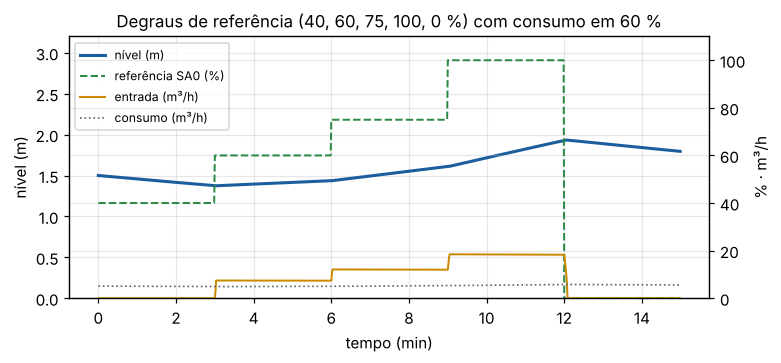 Degraus de referência (40, 60, 75, 100, 0 %) com consumo em 60 %
nível (m)
referência SA0 (%)
entrada (m³/h)
consumo (m³/h)
3.0
2.5
2.0
1.5
1.0
0.5
0.0
nível (m)
100
80
60
40
20
0
% · m³/h
0 2 4 6 8 10 12 14
tempo (min)